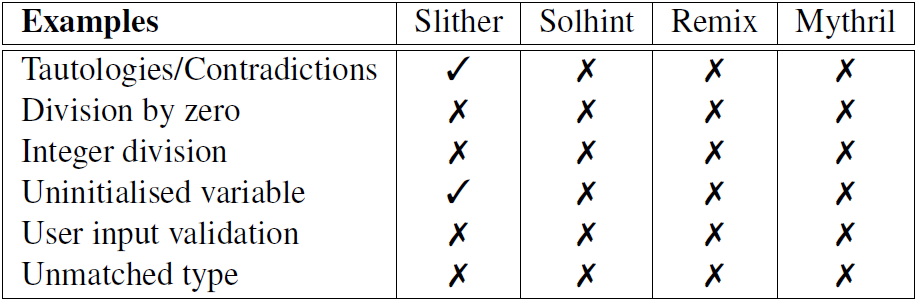 Examples Slither Solhint Remix Mythril
Tautologies/Contradictions ✓ ✗ ✗ ✗
Division by zero ✗ ✗ ✗ ✗
Integer division ✗ ✗ ✗ ✗
Uninitialised variable ✓ ✗ ✗ ✗
User input validation ✗ ✗ ✗ ✗
Unmatched type ✗ ✗ ✗ ✗